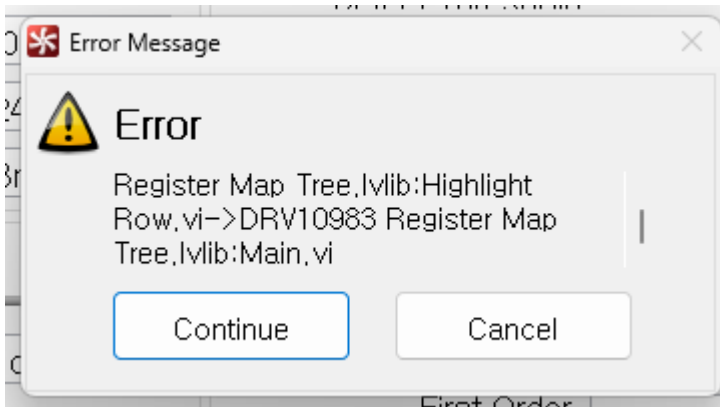 Error Message
Error
Register Map Tree.lvlib:Highlight
Row.vi->DRV10983 Register Map
Tree.lvlib:Main.vi
Continue
Cancel
First Order